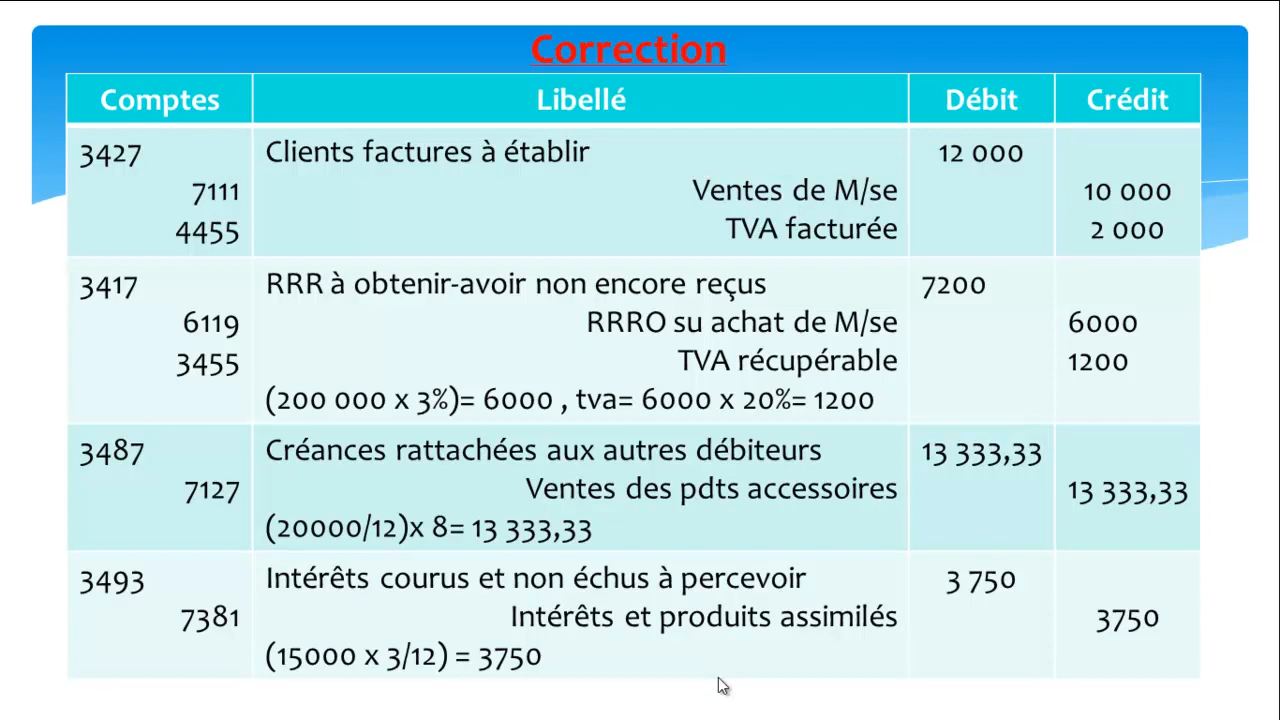 Correction
Comptes Libellé Débit Crédit
3427 Clients factures à établir 12 000
7111 Ventes de M/se 10 000
4455 TVA facturée 2 000
3417 RRR à obtenir-avoir non encore reçus 7200
6119 RRRO su achat de M/se 6000
3455 TVA récupérable 1200
(200 000 x 3%)= 6000 , tva= 6000 x 20%= 1200
3487 Créances rattachées aux autres débiteurs 13 333,33
7127 Ventes des pdts accessoires 13 333,33
(20000/12)x 8= 13 333,33
3493 Intérêts courus et non échus à percevoir 3 750
7381 Intérêts et produits assimilés 3750
(15000 x 3/12) = 3750